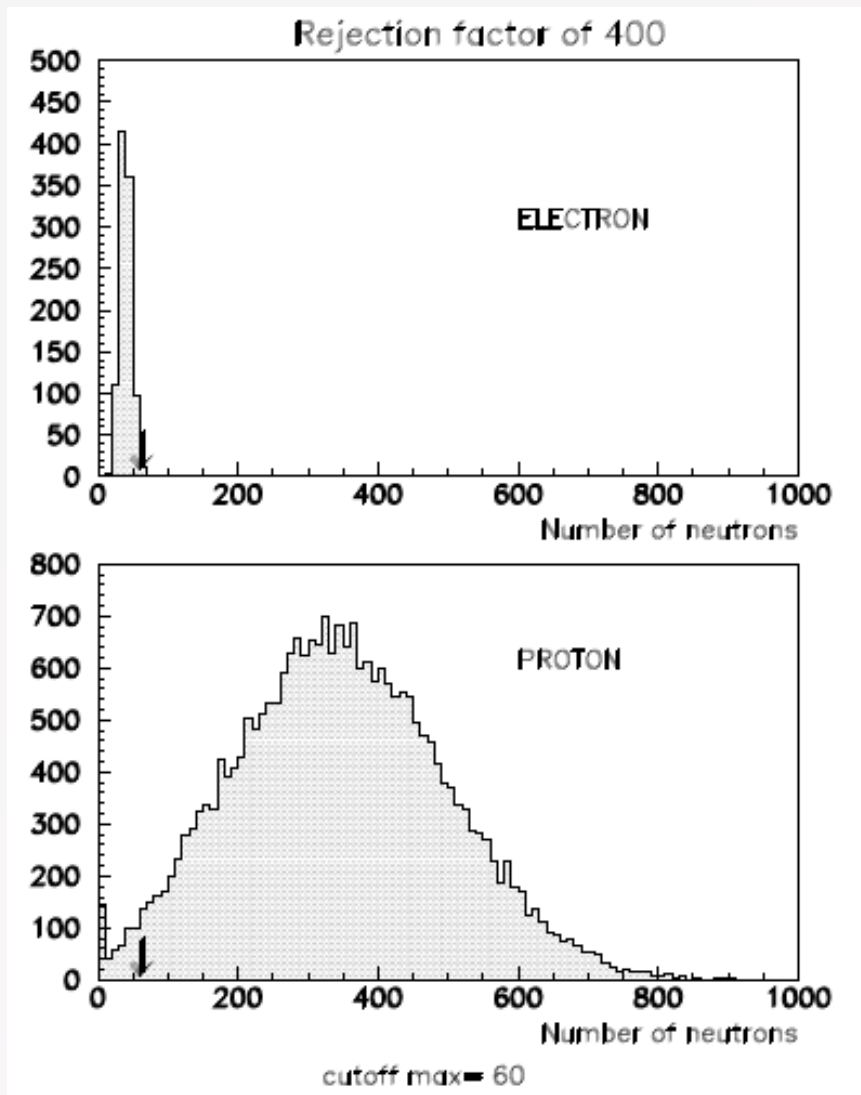 Rejection factor of 400
500
450
400
350
300
250
200
150
100
50
0
ELECTRON
0 200 400 600 800 1000
Number of neutrons
800
700
600
500
400
300
200
100
0
PROTON
0 200 400 600 800 1000
Number of neutrons
cutoff max= 60